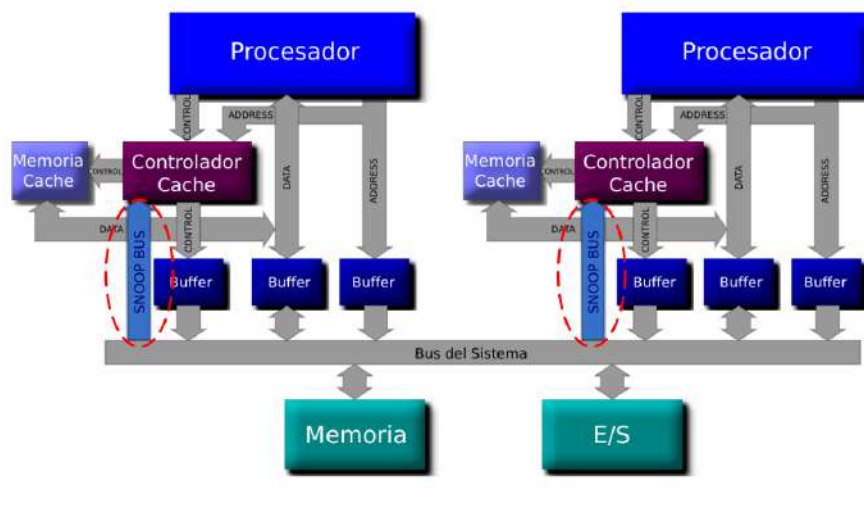 Procesador
Procesador
CONTROL
ADDRESS
CONTROL
ADDRESS
Memoria
Cache
CONTROL
Controlador
Cache
DATA
ADDRESS
Memoria
Cache
CONTROL
Controlador
Cache
DATA
ADDRESS
DATA
SNOOP BUS
CONTROL
DATA
SNOOP BUS
CONTROL
Buffer
Buffer
Buffer
Buffer
Buffer
Buffer
Bus del Sistema
Memoria
E/S